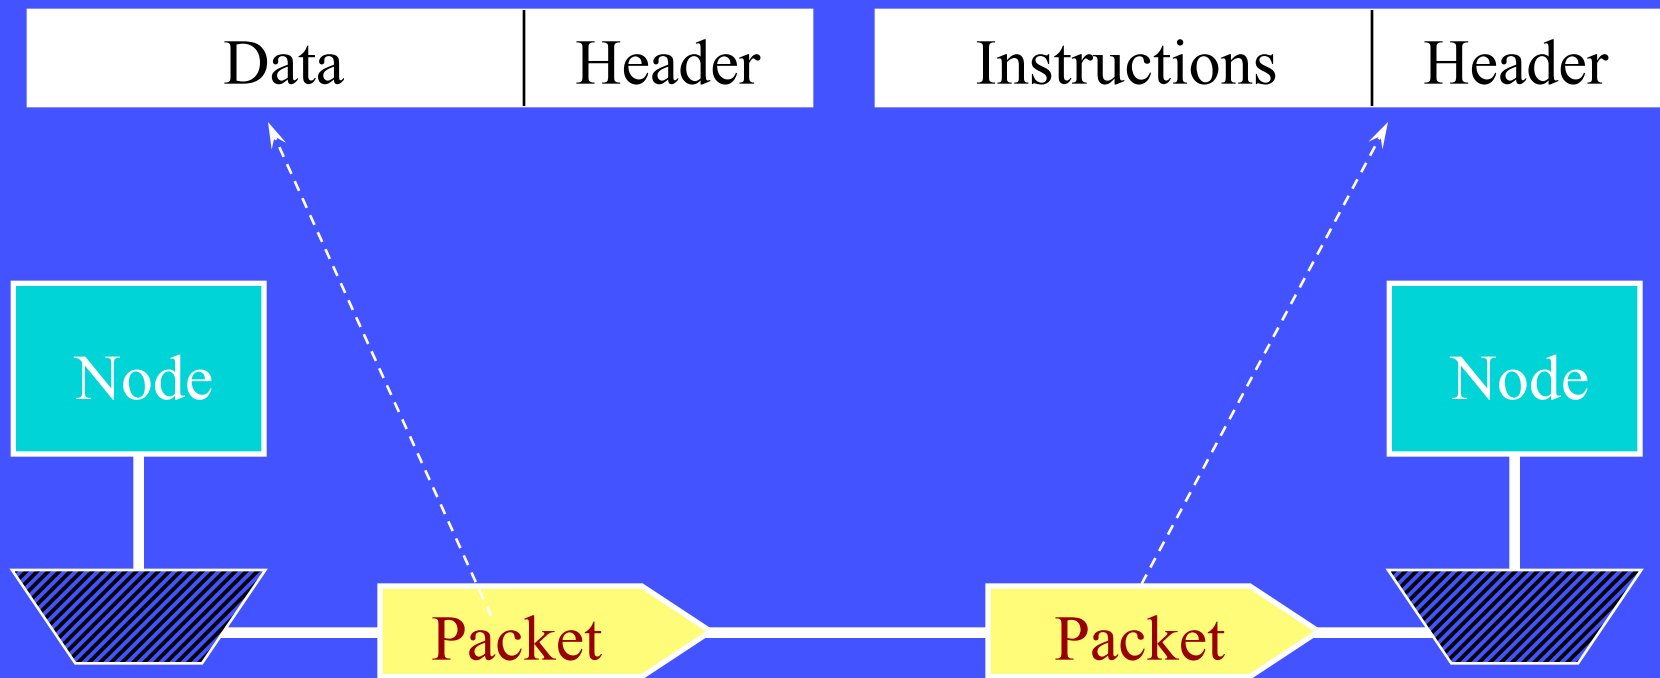 Data Header Instructions Header
Node Node
Packet Packet